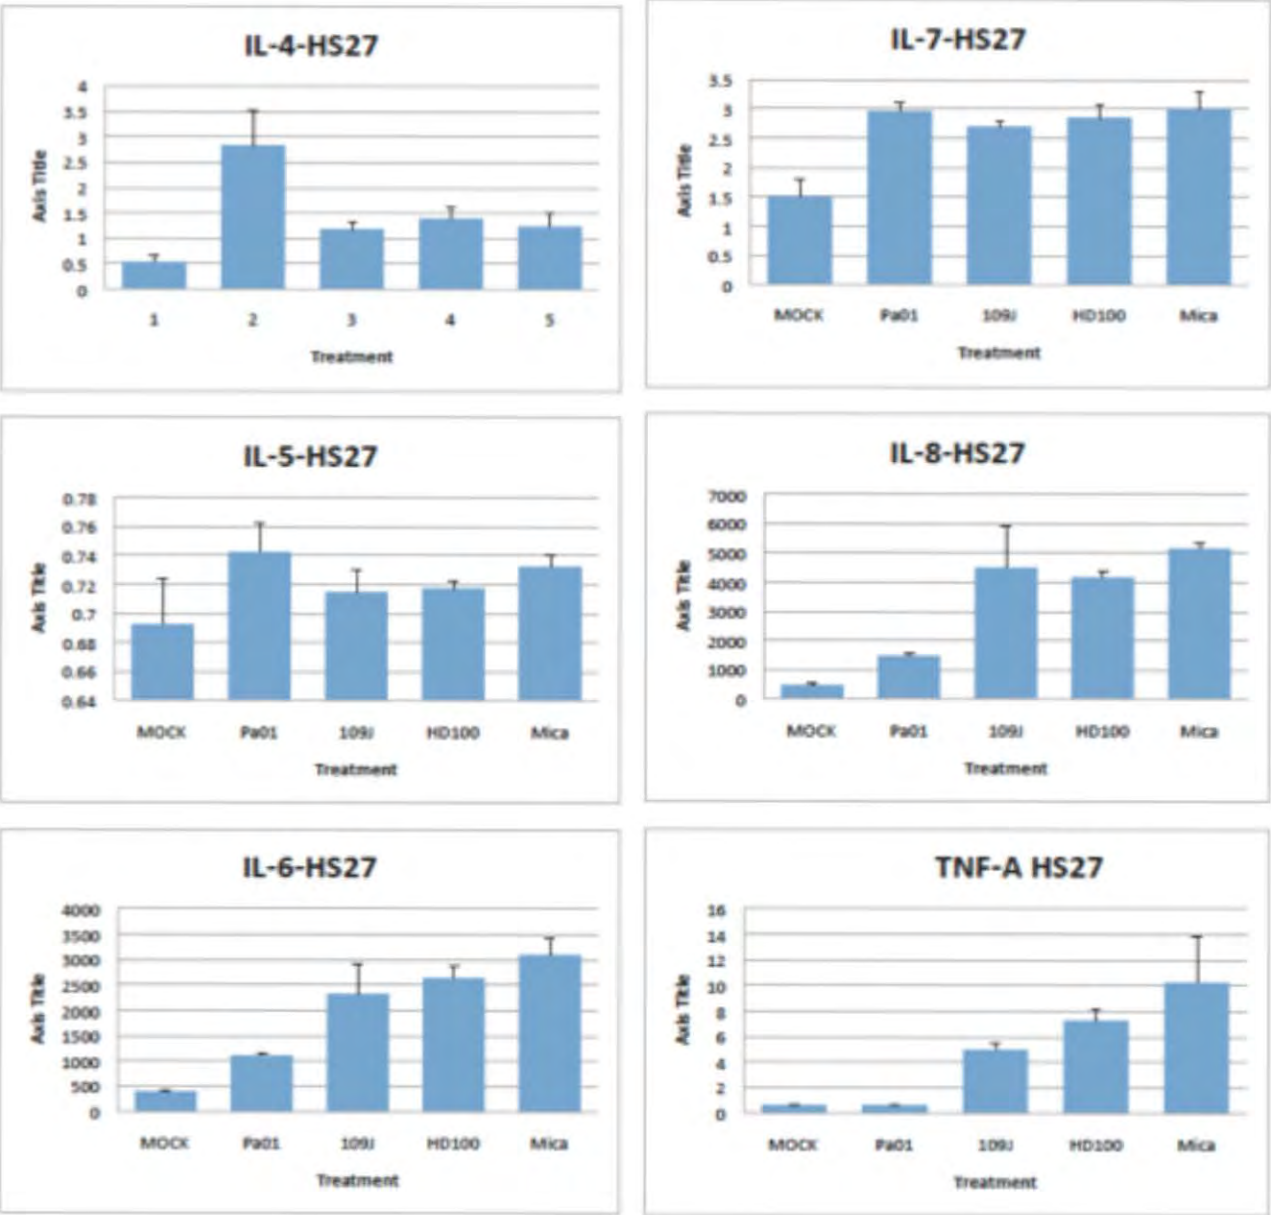 IL-4-HS27
Axis Title
4
3.5
3
2.5
2
1.5
1
0.5
0
1 2 3 4 5
Treatment
IL-7-HS27
Axis Title
3.5
3
2.5
2
1.5
1
0.5
0
MOCK Pa01 109J HD100 Mica
Treatment
IL-5-HS27
Axis Title
0.78
0.76
0.74
0.72
0.7
0.68
0.66
0.64
MOCK Pa01 109J HD100 Mica
Treatment
IL-8-HS27
Axis Title
7000
6000
5000
4000
3000
2000
1000
0
MOCK Pa01 109J HD100 Mica
Treatment
IL-6-HS27
Axis Title
4000
3500
3000
2500
2000
1500
1000
500
0
MOCK Pa01 109J HD100 Mica
Treatment
TNF-A HS27
Axis Title
16
14
12
10
8
6
4
2
0
MOCK Pa01 109J HD100 Mica
Treatment